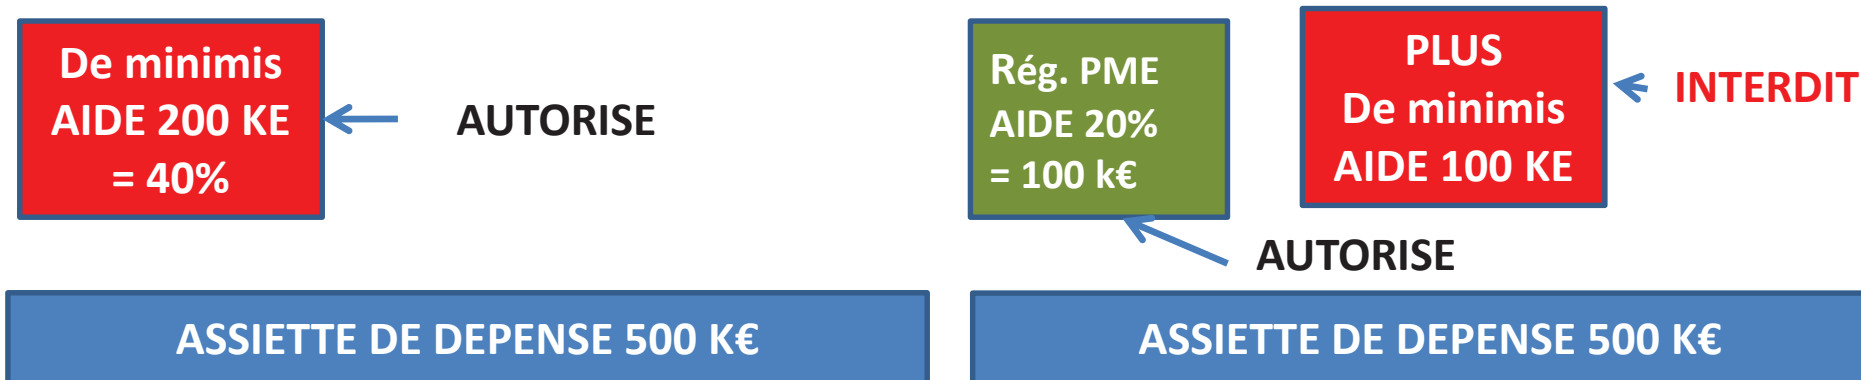 De minimis
AIDE 200 KE
= 40%
AUTORISE
ASSIETTE DE DEPENSE 500 K€
Rég. PME
AIDE 20%
= 100 k€
AUTORISE
PLUS
De minimis
AIDE 100 KE
INTERDIT
ASSIETTE DE DEPENSE 500 K€